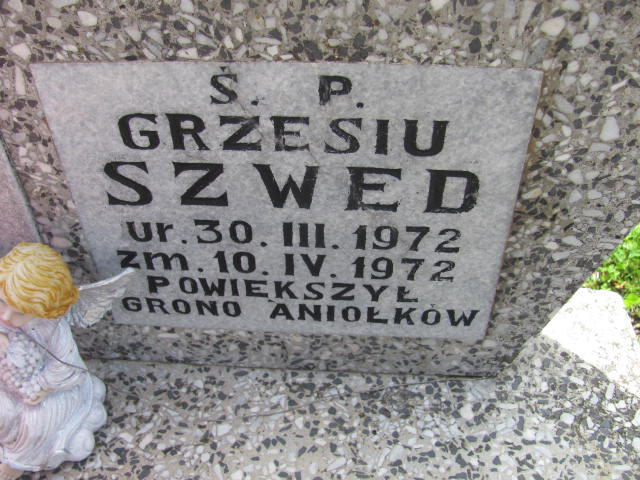 Ś. P.
GRZESIU
SZWED
ur. 30. III. 1972
zm. 10. IV. 1972
POWIEKSZYŁ
GRONO ANIOŁKÓW